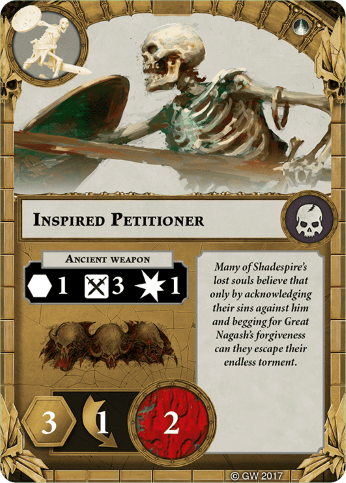 Inspired Petitioner
Ancient weapon
1 3 1
Many of Shadespire's
lost souls believe that
only by acknowledging
their sins against him
and begging for Great
Nagash's forgiveness
can they escape their
endless torment.
3 1 2
© GW 2017